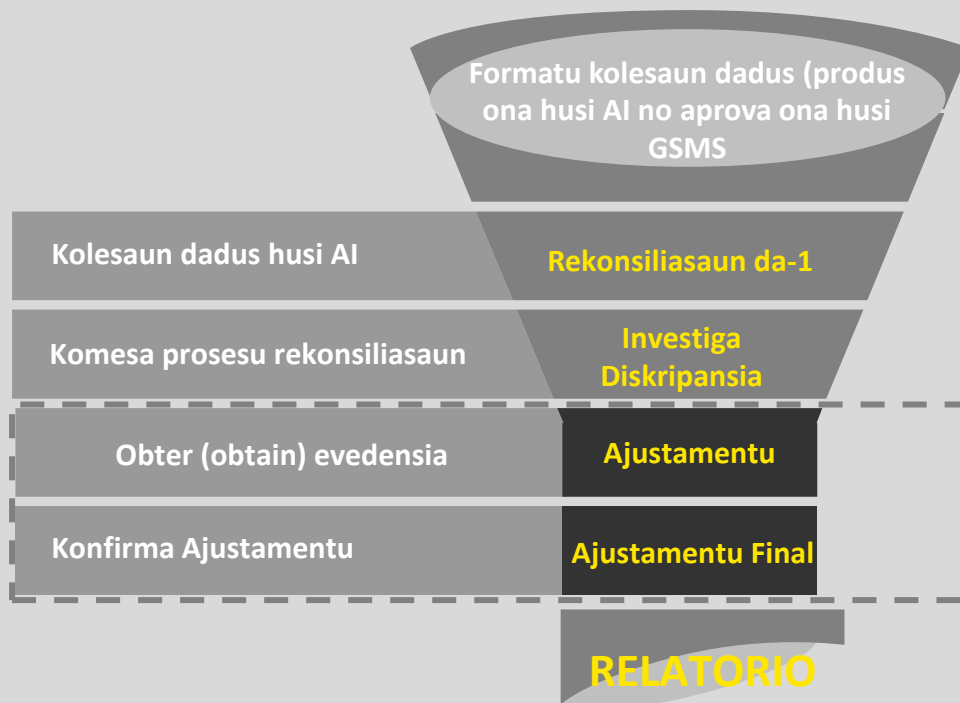 Formatu kolesaun dadus (produs
ona husi AI no aprova ona husi
GSMS
Kolesaun dadus husi AI
Rekonsiliasaun da-1
Komesa prosesu rekonsiliasaun
Investiga
Diskripansia
Obter (obtain) evedensia
Ajustamentu
Konfirma Ajustamentu
Ajustamentu Final
RELATORIO